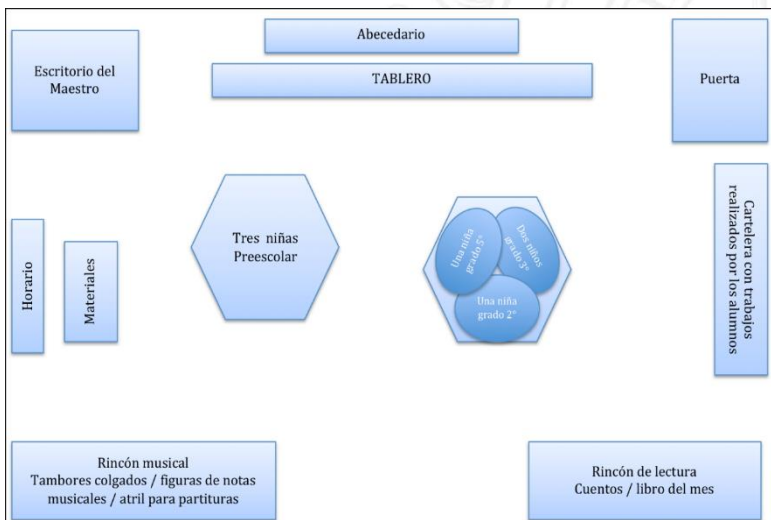 Abecedario
Escritorio del
Maestro
TABLERO
Puerta
Tres niñas
Preescolar
Una niña
grado 5°
Dos niños
grado 3°
Una niña
grado 2°
Horario
Materiales
Cartelera con trabajos
realizados por los alumnos
Rincón musical
Tambores colgados / figuras de notas
musicales / atril para partituras
Rincón de lectura
Cuentos / libro del mes